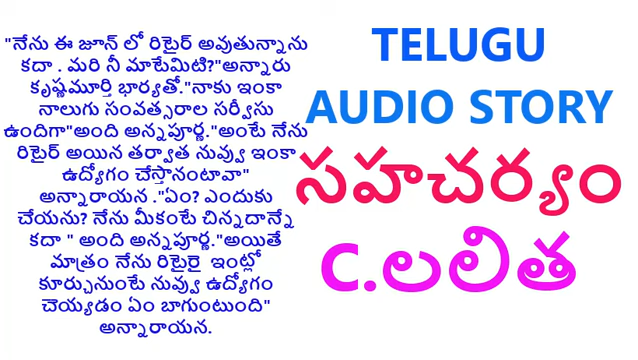 "నేను ఈ జూన్ లో రిటైర్ అవుతున్నాను
కదా . మరి నీ మాటేమిటి?"అన్నారు
కృష్ణమూర్తి భార్యతో."నాకు ఇంకా
నాలుగు సంవత్సరాల సర్వీసు
ఉందిగా"అంది అన్నపూర్ణ."అంటే నేను
రిటైర్ అయిన తర్వాత నువ్వు ఇంకా
ఉద్యోగం చేస్తానంటావా"
అన్నారాయన ."ఏం? ఎందుకు
చేయను? నేను మీకంటే చిన్నదాన్నే
కదా " అంది అన్నపూర్ణ."అయితే
మాత్రం నేను రిటైరై ఇంట్లో
కూర్చునుంటే నువ్వు ఉద్యోగం
చెయ్యడం ఏం బాగుంటుంది"
అన్నారాయన.
TELUGU
AUDIO STORY
సహచర్యం
C.లలిత